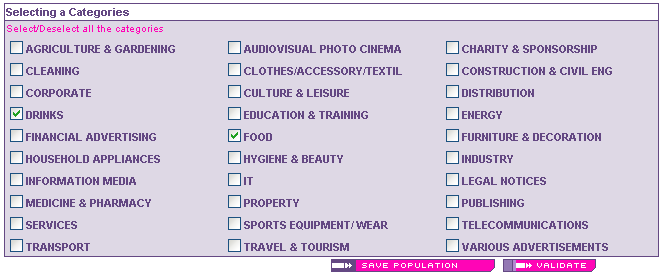 Selecting a Categories
Select/Deselect all the categories
AGRICULTURE & GARDENING AUDIOVISUAL PHOTO CINEMA CHARITY & SPONSORSHIP
CLEANING CLOTHES/ACCESSORY/TEXTIL CONSTRUCTION & CIVIL ENG
CORPORATE CULTURE & LEISURE DISTRIBUTION
DRINKS EDUCATION & TRAINING ENERGY
FINANCIAL ADVERTISING FOOD FURNITURE & DECORATION
HOUSEHOLD APPLIANCES HYGIENE & BEAUTY INDUSTRY
INFORMATION MEDIA IT LEGAL NOTICES
MEDICINE & PHARMACY PROPERTY PUBLISHING
SERVICES SPORTS EQUIPMENT/WEAR TELECOMMUNICATIONS
TRANSPORT TRAVEL & TOURISM VARIOUS ADVERTISEMENTS
SAVE POPULATION VALIDATE